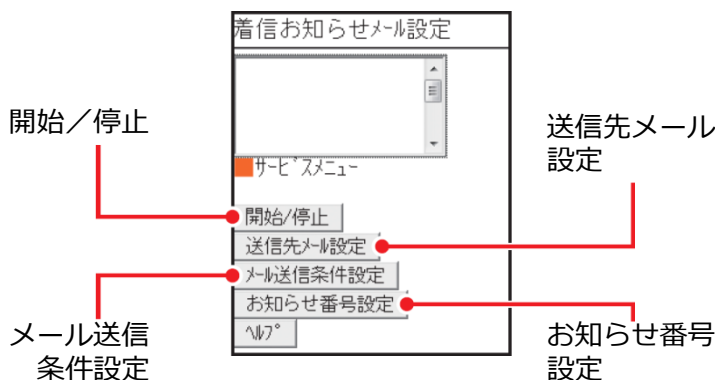 着信お知らせﾒｰﾙ設定
開始／停止
送信先メール
設定
ｻｰﾋﾞｽﾒﾆｭｰ
開始/停止
送信先ﾒｰﾙ設定
ﾒｰﾙ送信条件設定
お知らせ番号設定
ﾍﾙﾌﾟ
メール送信
条件設定
お知らせ番号
設定